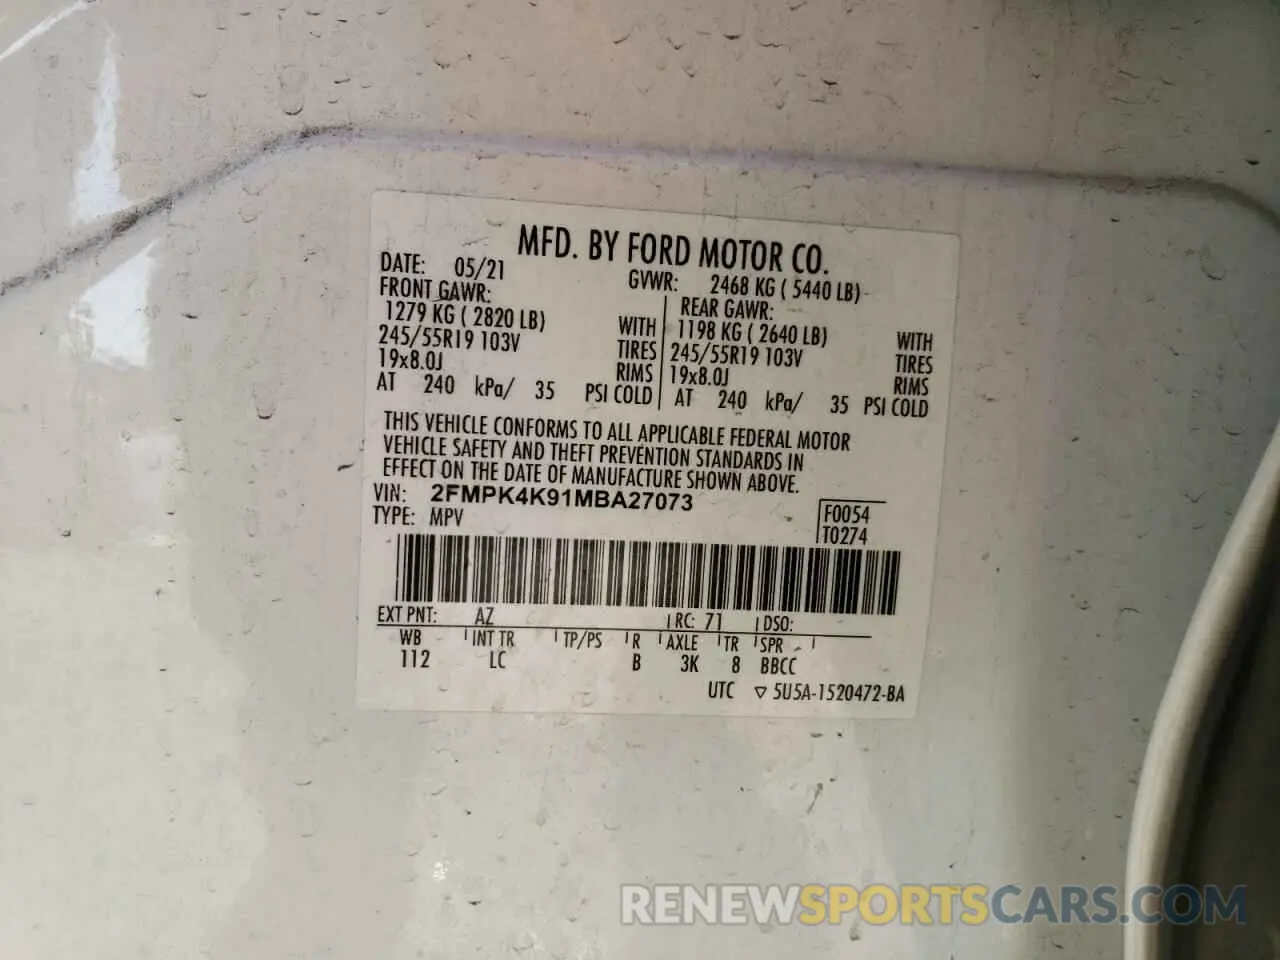 MFD. BY FORD MOTOR CO.
DATE: 05/21 GVWR: 2468 KG ( 5440 LB)
FRONT GAWR: REAR GAWR:
1279 KG ( 2820 LB) WITH 1198 KG ( 2640 LB) WITH
245/55R19 103V TIRES 245/55R19 103V TIRES
19x8.0J RIMS 19x8.0J RIMS
AT 240 kPa/ 35 PSI COLD AT 240 kPa/ 35 PSI COLD
THIS VEHICLE CONFORMS TO ALL APPLICABLE FEDERAL MOTOR
VEHICLE SAFETY AND THEFT PREVENTION STANDARDS IN
EFFECT ON THE DATE OF MANUFACTURE SHOWN ABOVE.
VIN: 2FMPK4K91MBA27073
TYPE: MPV
F0054
T0274
EXT PNT: AZ RC: 71 DSO:
WB INT TR TP/PS R AXLE TR SPR
112 LC B 3K 8 BBCC
UTC ▽ 5U5A-1520472-BA
RENEWSPORTSCARS.COM